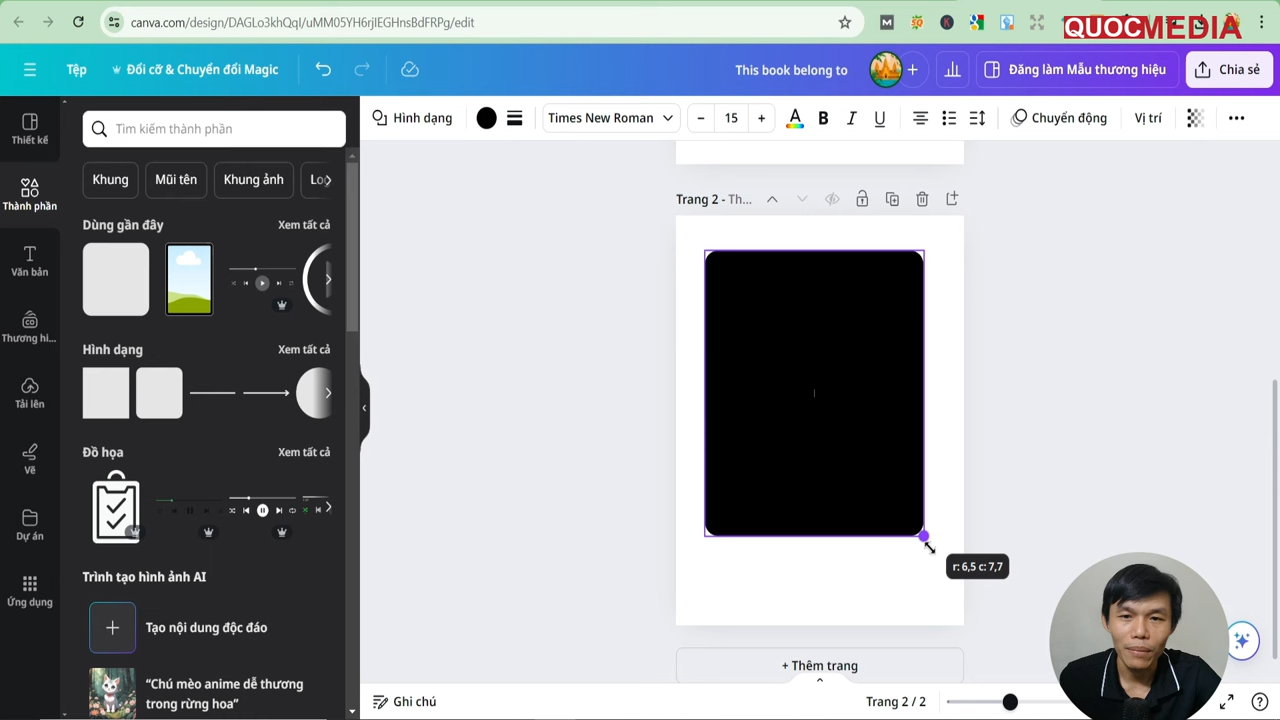 canva.com/design/DAGLo3khQqI/uMM05YH6rjIEGHnsBdFRPg/edit
QUOCMEDIA
Tệp
Đổi cỡ & Chuyển đổi Magic
This book belong to
Đăng làm Mẫu thương hiệu
Chia sẻ
Thiết kế
Thành phần
Văn bản
Thương hi...
Tải lên
Vẽ
Dự án
Ứng dụng
Tìm kiếm thành phần
Khung
Mũi tên
Khung ảnh
Dùng gần đây
Xem tất cả
Hình dạng
Xem tất cả
Đồ họa
Xem tất cả
Trình tạo hình ảnh AI
Tạo nội dung độc đáo
“Chú mèo anime dễ thương
trong rừng hoa”
Hình dạng
Times New Roman
15
A
B
I
U
Chuyển động
Vị trí
Trang 2 - Th...
r: 6,5 c: 7,7
+ Thêm trang
Ghi chú
Trang 2 / 2